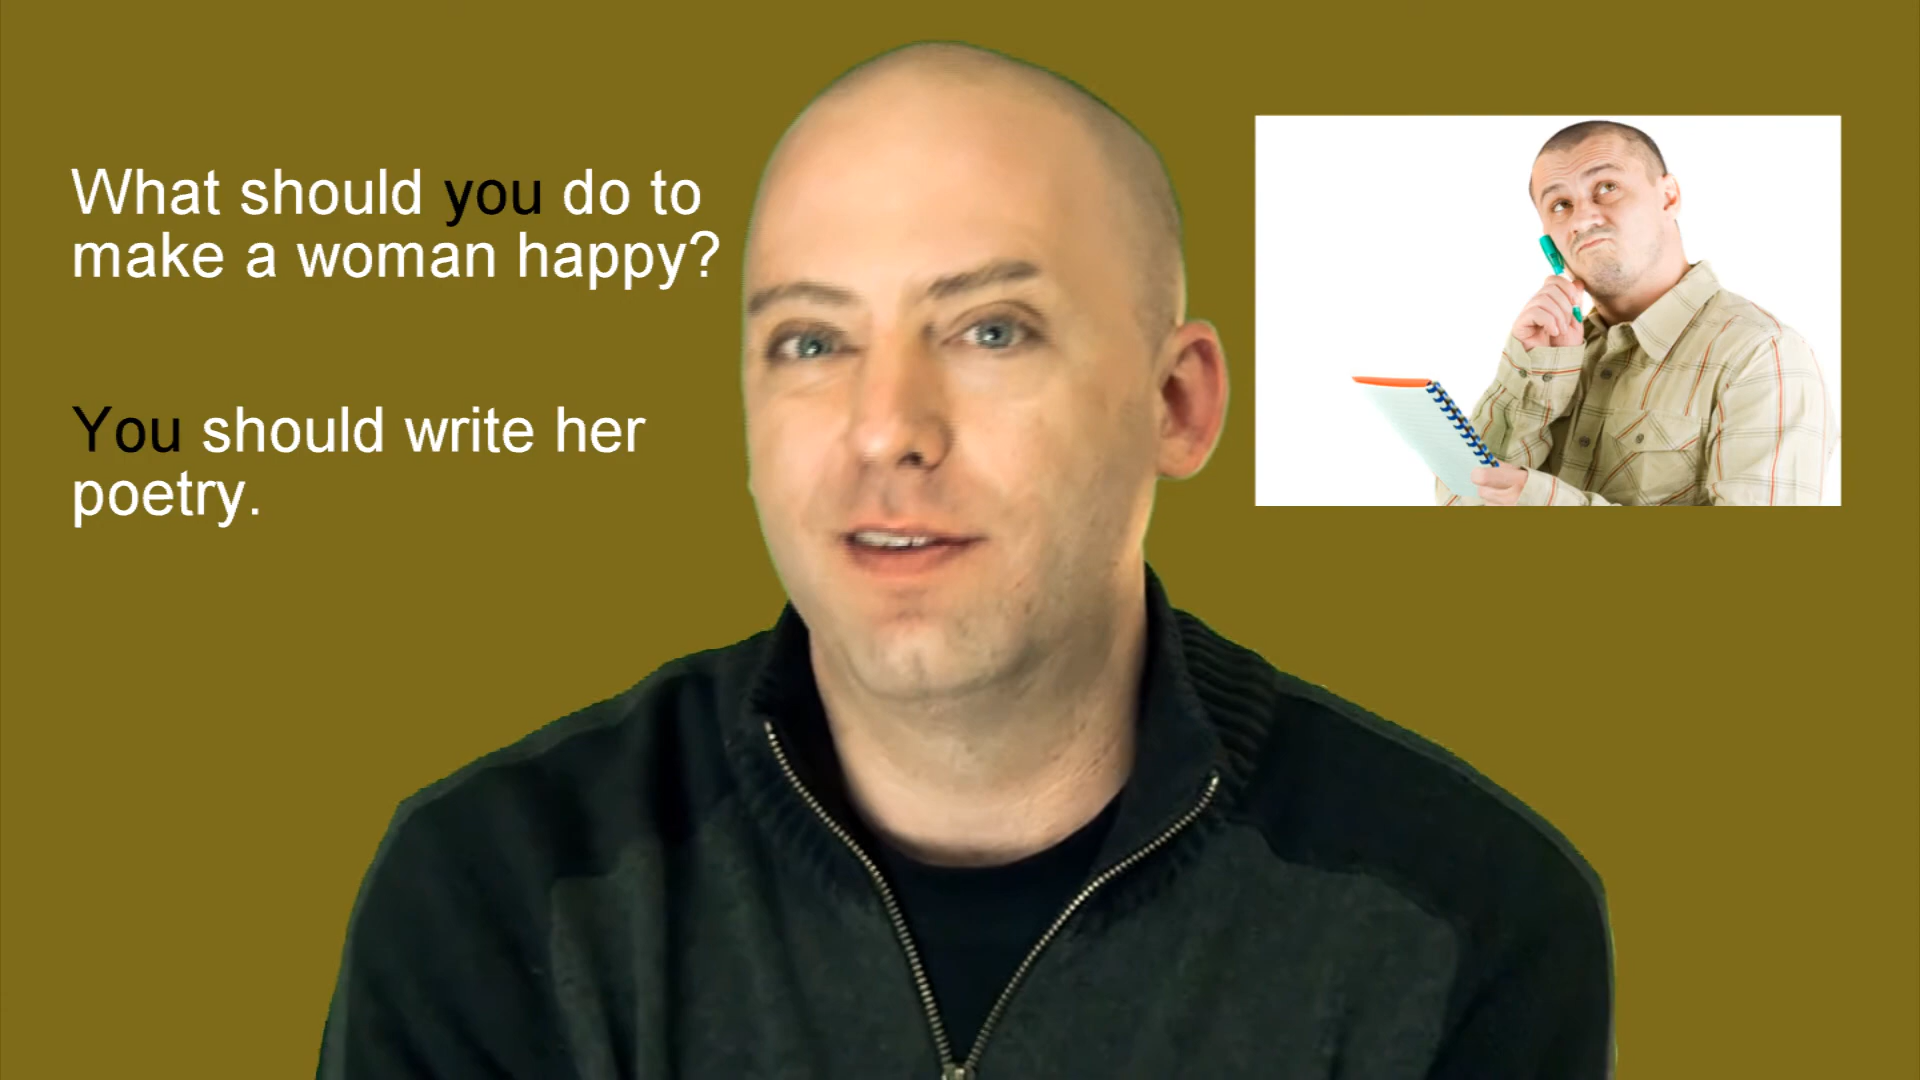 What should you do to
make a woman happy?
You should write her
poetry.